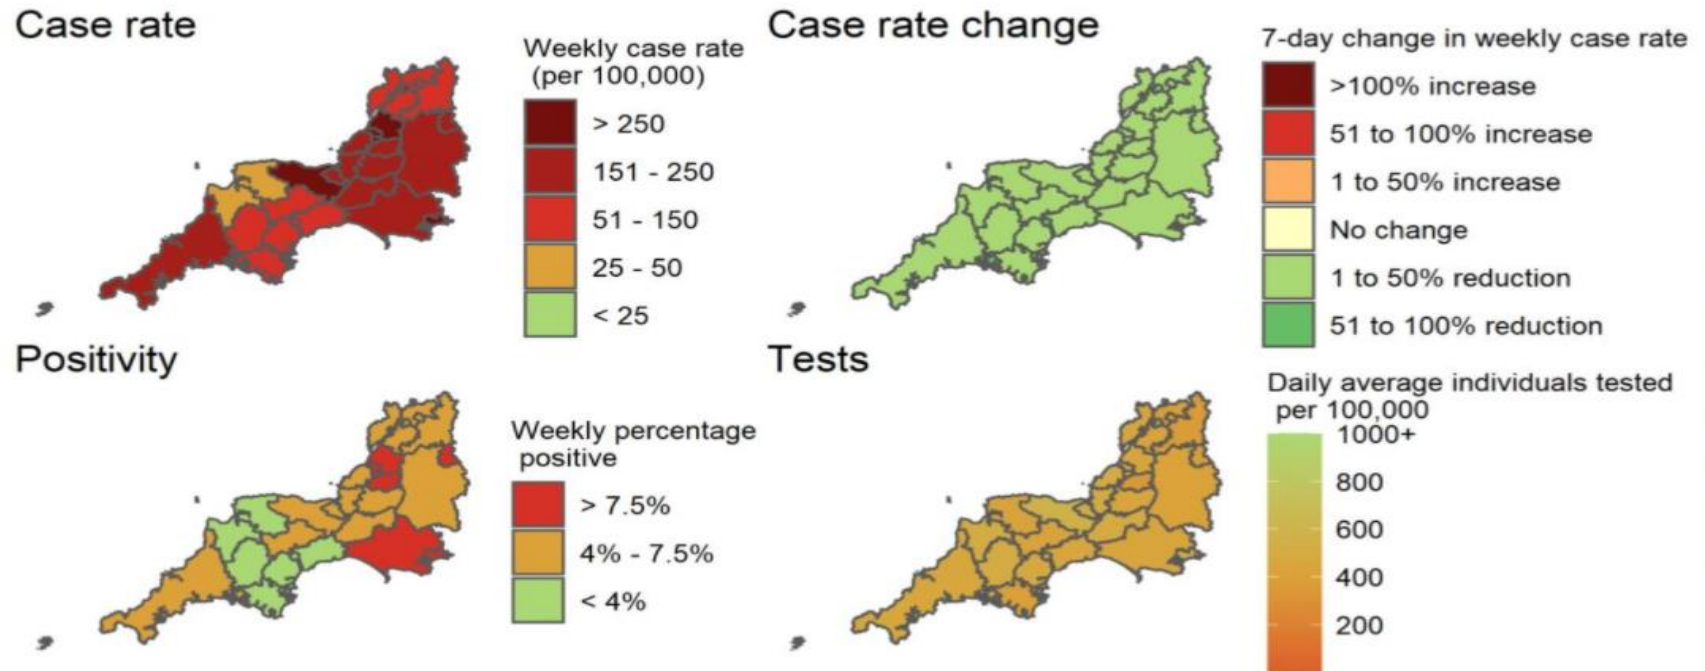 Case rate
Weekly case rate
(per 100,000)
> 250
151 - 250
51 - 150
25 - 50
< 25
Case rate change
7-day change in weekly case rate
>100% increase
51 to 100% increase
1 to 50% increase
No change
1 to 50% reduction
51 to 100% reduction
Positivity
Weekly percentage
positive
> 7.5%
4% - 7.5%
< 4%
Tests
Daily average individuals tested
per 100,000
1000+
800
600
400
200